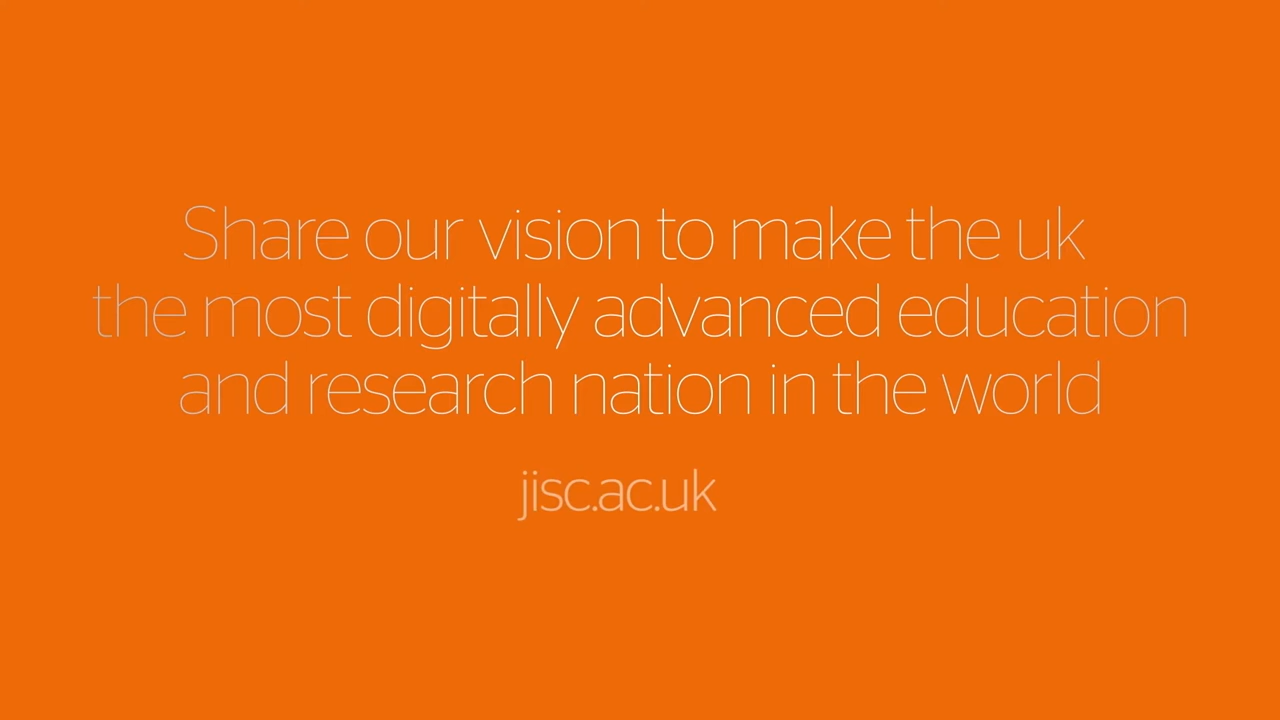 Share our vision to make the uk
the most digitally advanced education
and research nation in the world
jisc.ac.uk